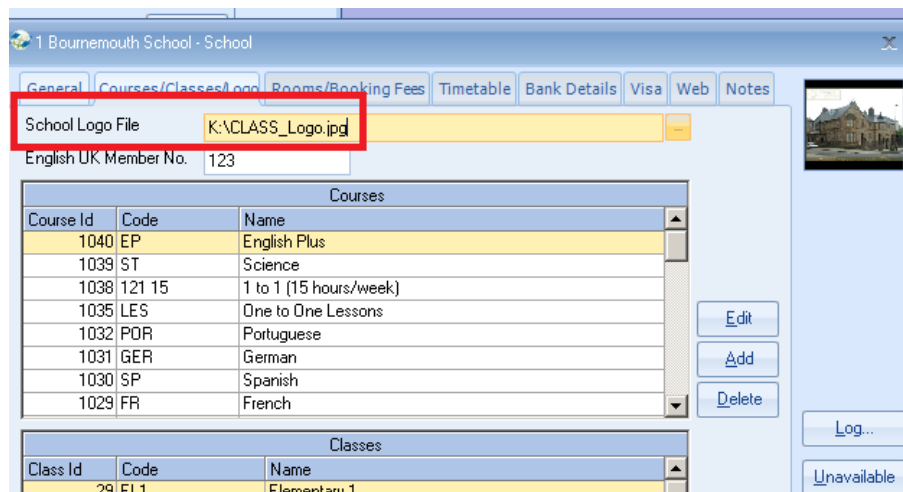 1 Bournemouth School - School
General Courses/Classes/Logo Rooms/Booking Fees Timetable Bank Details Visa Web Notes
School Logo File K:\CLASS_Logo.jpg
English UK Member No. 123
Courses
Course Id Code Name
1040 EP English Plus
1039 ST Science
1038 121 15 1 to 1 (15 hours/week)
1035 LES One to One Lessons
1032 POR Portuguese
1031 GER German
1030 SP Spanish
1029 FR French
Edit
Add
Delete
Log...
Unavailable
Classes
Class Id Code Name
29 EL1 Elementary 1